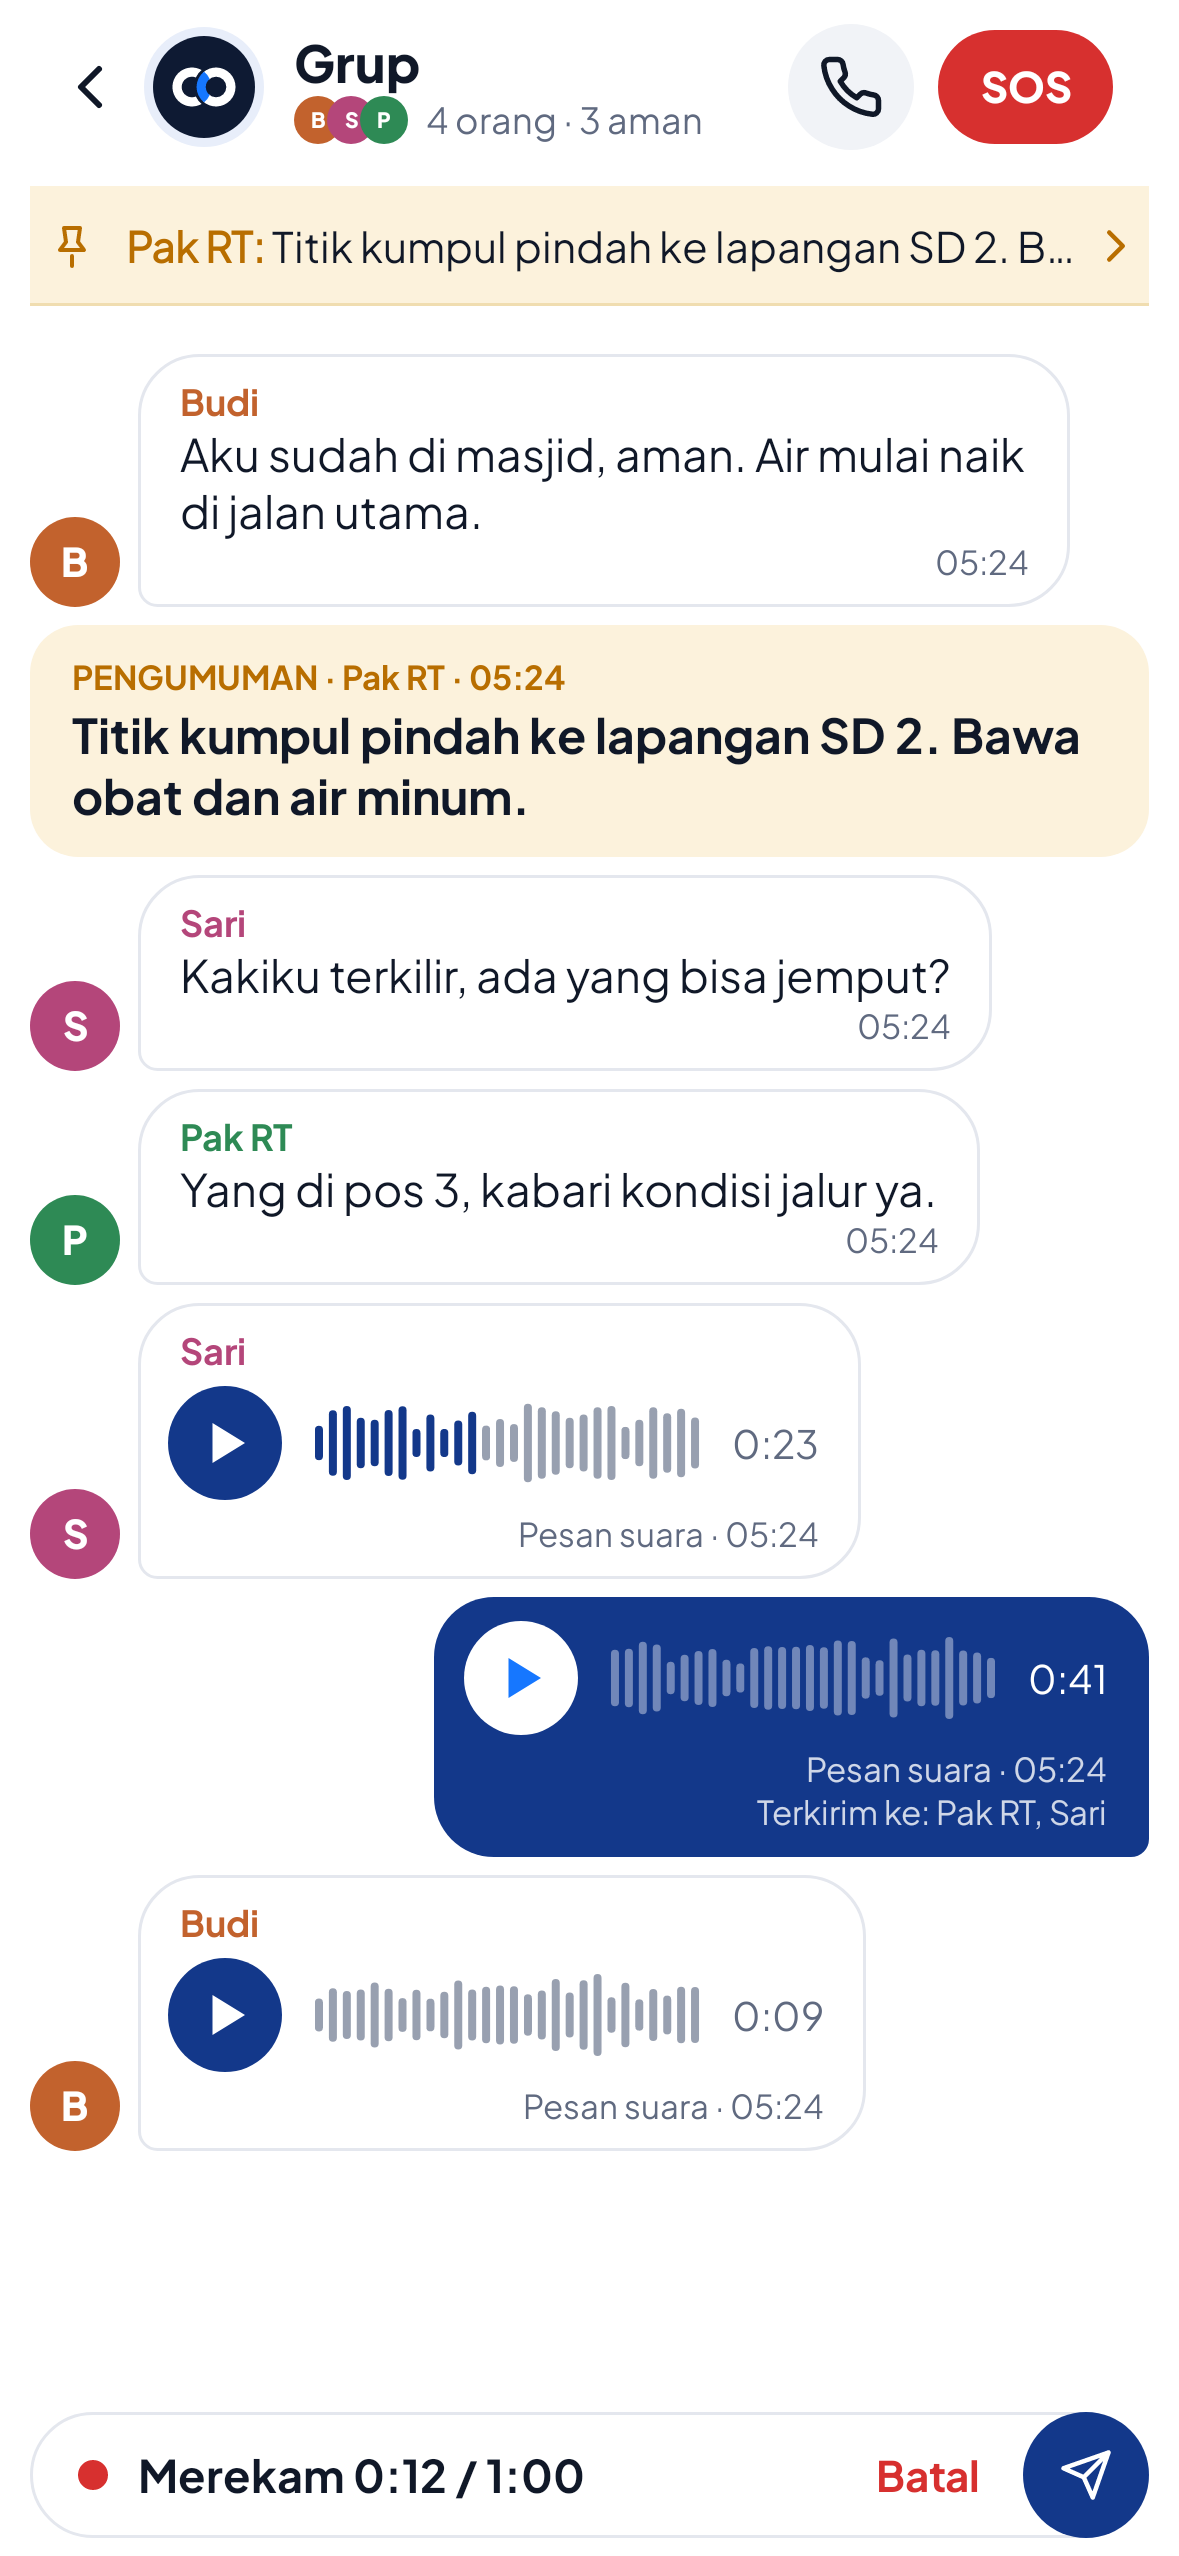 Grup
B S P 4 orang · 3 aman
SOS
Pak RT: Titik kumpul pindah ke lapangan SD 2. B...
Budi
Aku sudah di masjid, aman. Air mulai naik
di jalan utama.
05:24
B
PENGUMUMAN · Pak RT · 05:24
Titik kumpul pindah ke lapangan SD 2. Bawa
obat dan air minum.
Sari
Kakiku terkilir, ada yang bisa jemput?
05:24
S
Pak RT
Yang di pos 3, kabari kondisi jalur ya.
05:24
P
Sari
0:23
Pesan suara · 05:24
S
0:41
Pesan suara · 05:24
Terkirim ke: Pak RT, Sari
Budi
0:09
Pesan suara · 05:24
B
Merekam 0:12 / 1:00
Batal